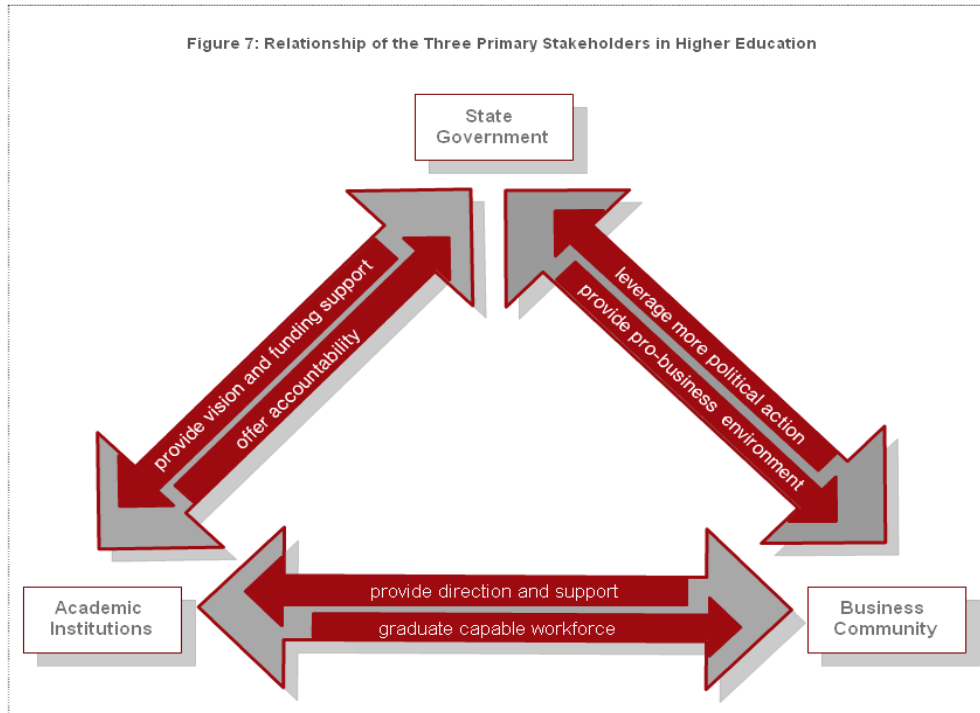 Figure 7: Relationship of the Three Primary Stakeholders in Higher Education
State
Government
provide vision and funding support
offer accountability
leverage more political action
provide pro-business environment
provide direction and support
graduate capable workforce
Academic
Institutions
Business
Community